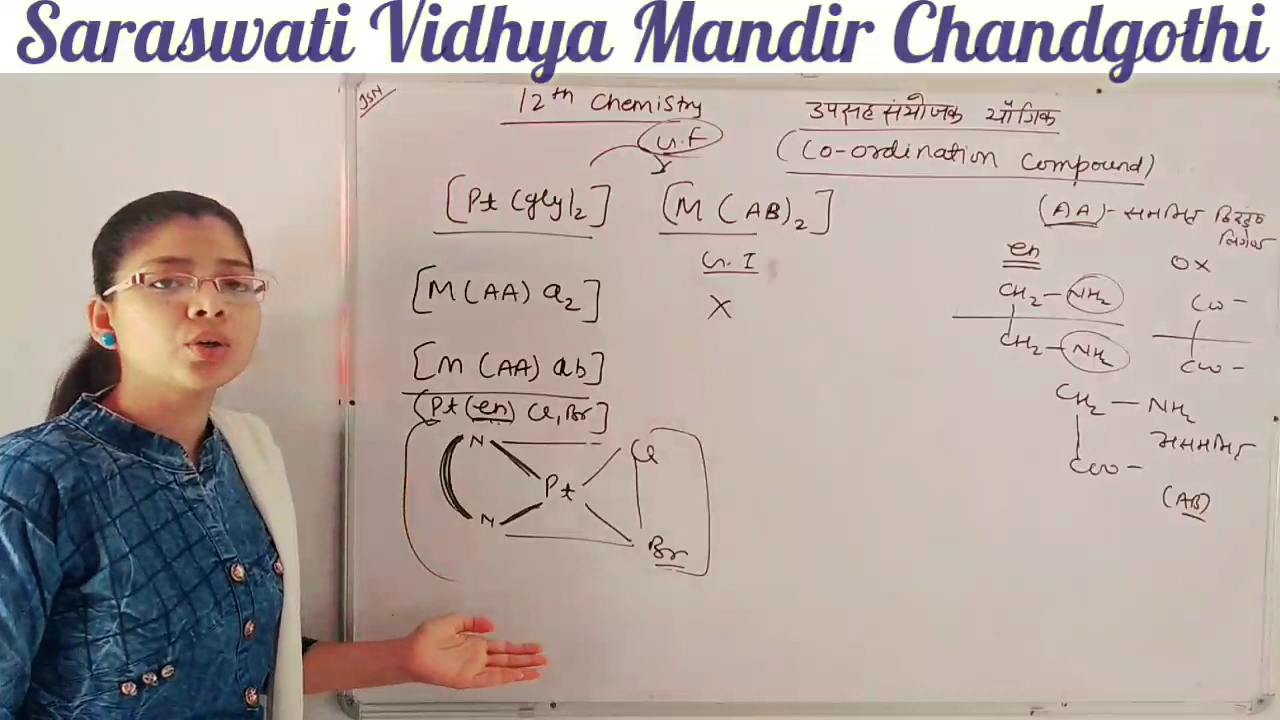 Saraswati Vidhya Mandir Chandgothi
JSN
12th Chemistry
उपसहसंयोजक यौगिक
(Co-ordination compound)
[Pt (gly)2] [M (AB)2]
G. I
[M (AA) a2] X
[M (AA) ab]
[Pt (en) Cl, Br]
N Cl
Pt
N Br
(AA) - सममित
en
OX
CH2 - NH2
CH2 - NH2
COO -
COO -
CH2 - NH2
COO -
(AB)